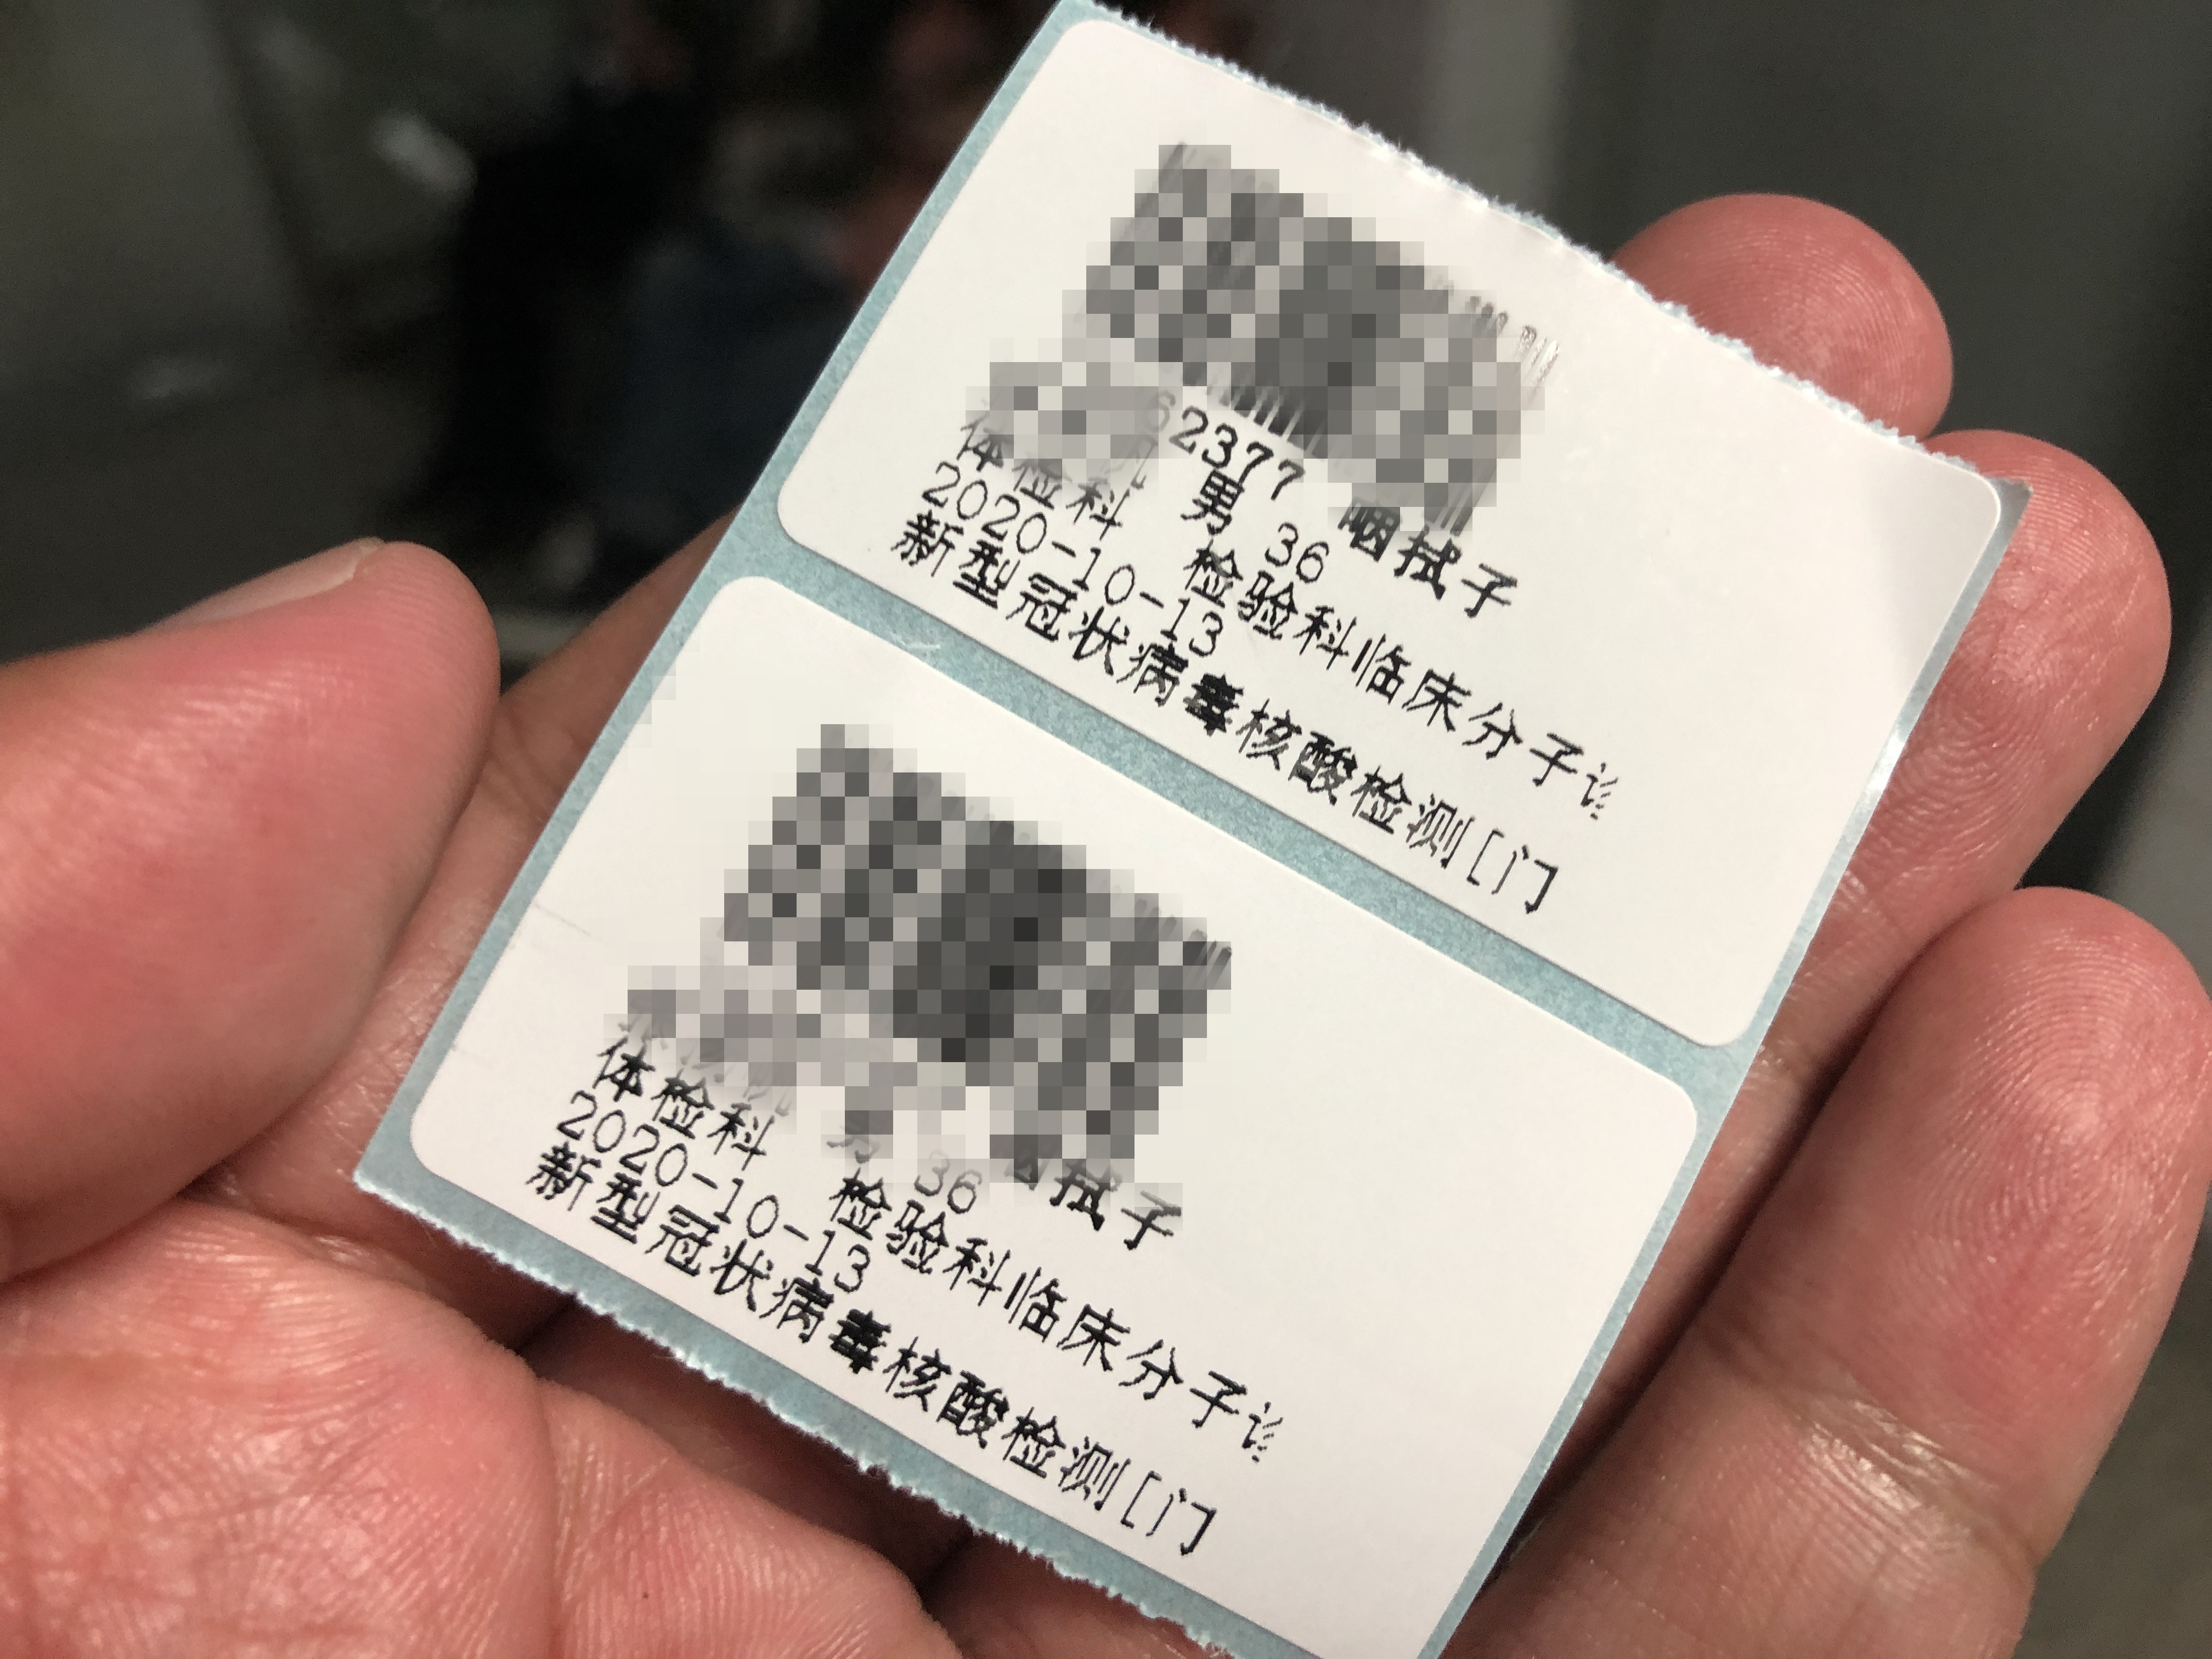 62377
男 36 咽拭子
体检科 检验科临床分子
2020-10-13
新型冠状病毒核酸检测[门
36 拭子
体检科 检验科临床分子
2020-10-13
新型冠状病毒核酸检测[门